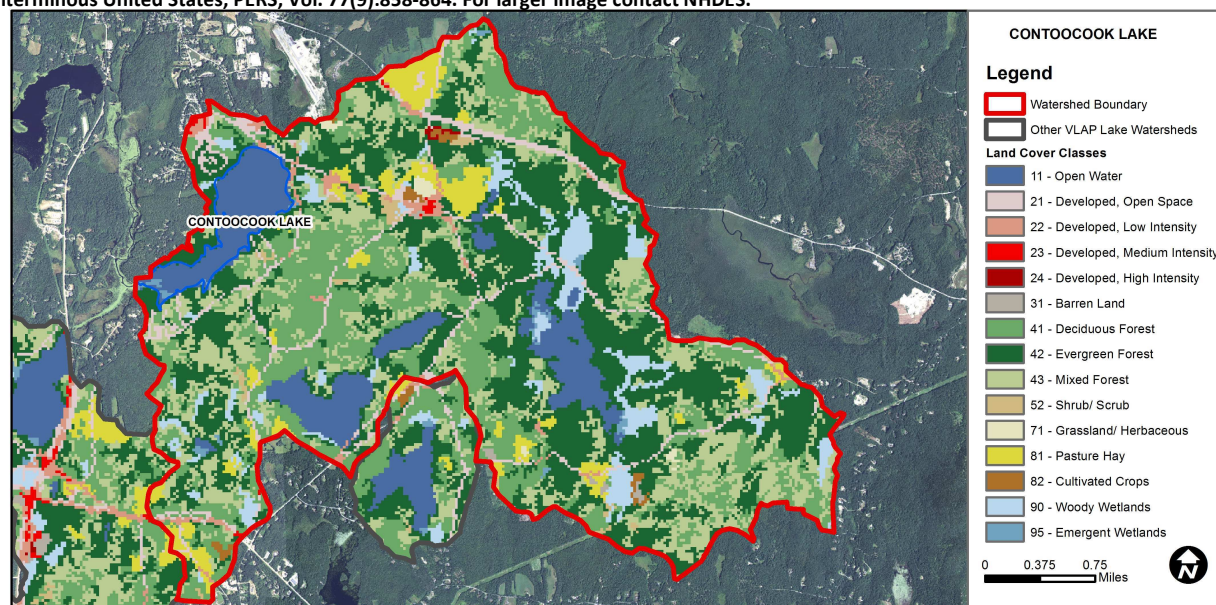 nterminous United States, PERS, Vol. 77(9):858-864. For larger image contact NHDES.
CONTOOCOOK LAKE
CONTOOCOOK LAKE
Legend
Watershed Boundary
Other VLAP Lake Watersheds
Land Cover Classes
11 - Open Water
21 - Developed, Open Space
22 - Developed, Low Intensity
23 - Developed, Medium Intensity
24 - Developed, High Intensity
31 - Barren Land
41 - Deciduous Forest
42 - Evergreen Forest
43 - Mixed Forest
52 - Shrub/ Scrub
71 - Grassland/ Herbaceous
81 - Pasture Hay
82 - Cultivated Crops
90 - Woody Wetlands
95 - Emergent Wetlands
0 0.375 0.75
Miles
N